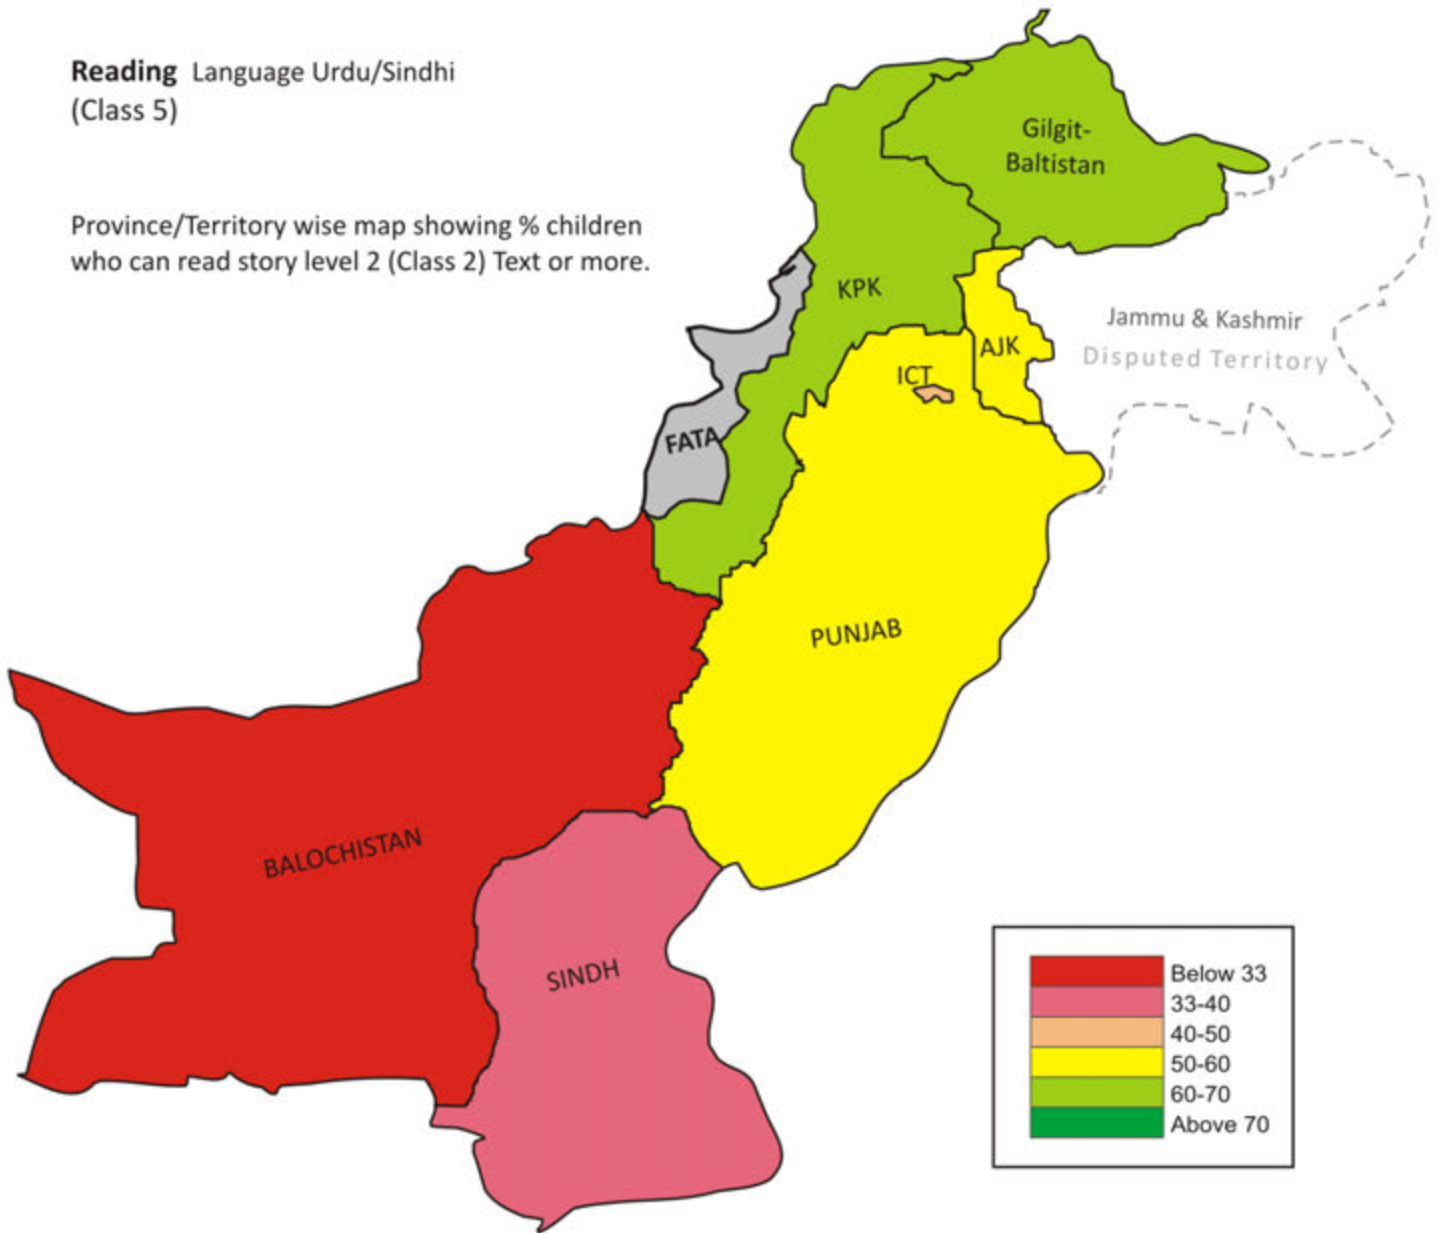 Reading Language Urdu/Sindhi
(Class 5)
Province/Territory wise map showing % children
who can read story level 2 (Class 2) Text or more.
Gilgit-
Baltistan
KPK
Jammu & Kashmir
Disputed Territory
AJK
ICT
FATA
PUNJAB
BALOCHISTAN
SINDH
Below 33
33-40
40-50
50-60
60-70
Above 70